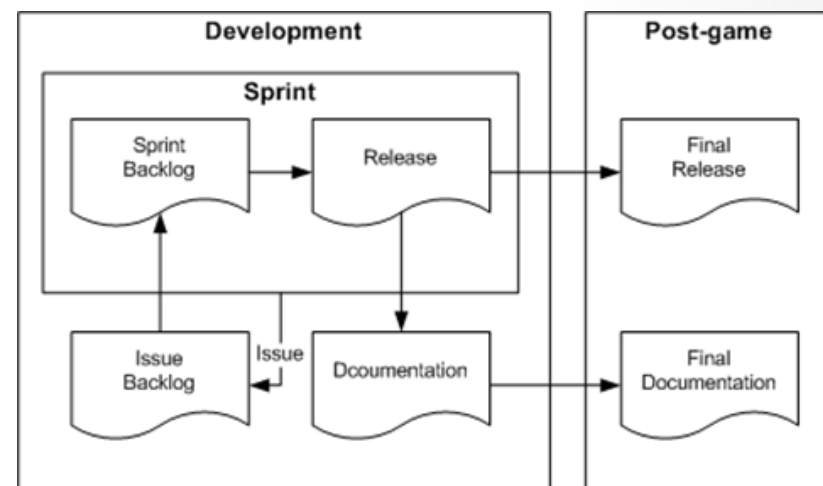 Development
Post-game
Sprint
Sprint
Backlog
Release
Final
Release
Issue
Backlog
Issue
Dcoumentation
Final
Documentation